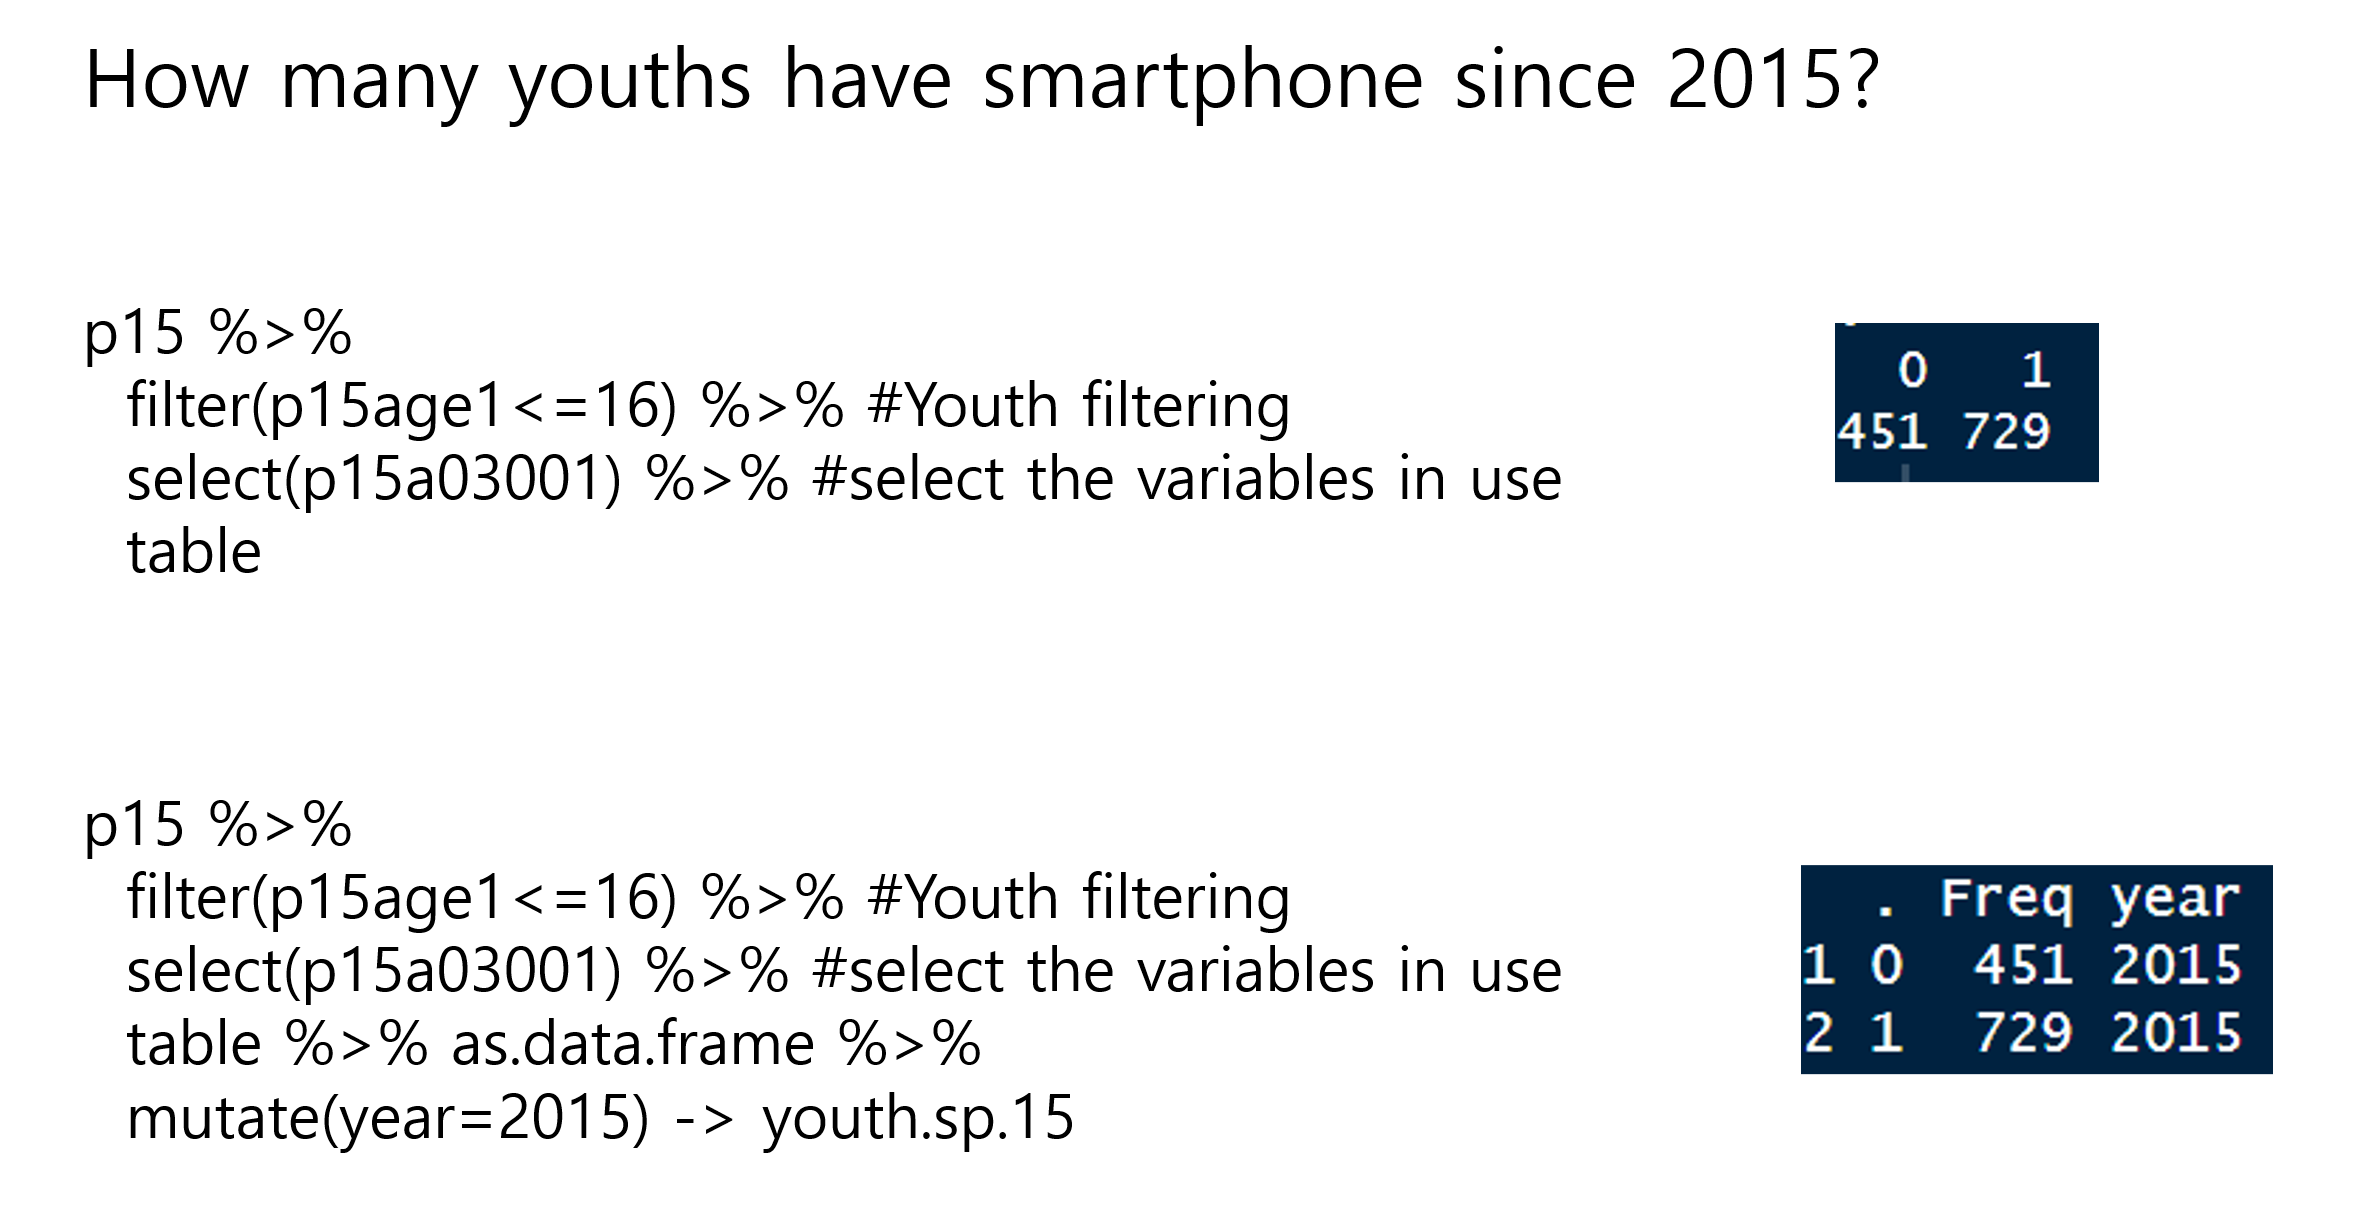 How many youths have smartphone since 2015?
p15 %>%
filter(p15age1<=16) %>% #Youth filtering
select(p15a03001) %>% #select the variables in use
table
0 1
451 729
p15 %>%
filter(p15age1<=16) %>% #Youth filtering
select(p15a03001) %>% #select the variables in use
table %>% as.data.frame %>%
mutate(year=2015) -> youth.sp.15
. Freq year
1 0 451 2015
2 1 729 2015